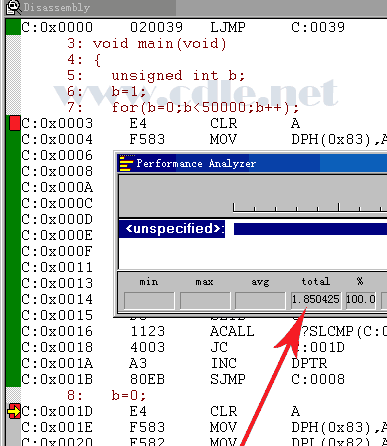 Disassembly
C:0x0000 020039 LJMP C:0039
3: void main(void)
4: {
5: unsigned int b;
6: b=1;
7: for(b=0;b<50000;b++);
www.cdle.net
C:0x0003 E4 CLR A
C:0x0004 F583 MOV DPH(0x83),A
C:0x0006
C:0x0008
C:0x000A
C:0x000C
C:0x000D
C:0x000E
C:0x000F
C:0x0011
C:0x0013
C:0x0014
C:0x0015
C:0x0016 1123 ACALL C?SLCMP(C:0
C:0x0018 4003 JC C:001D
C:0x001A A3 INC DPTR
C:0x001B 80EB SJMP C:0008
8: b=0;
C:0x001D E4 CLR A
C:0x001E F583 MOV DPH(0x83),A
C:0x0020 F582 MOV
Performance Analyzer
<unspecified>:
min max avg total %
1.850425 100.0